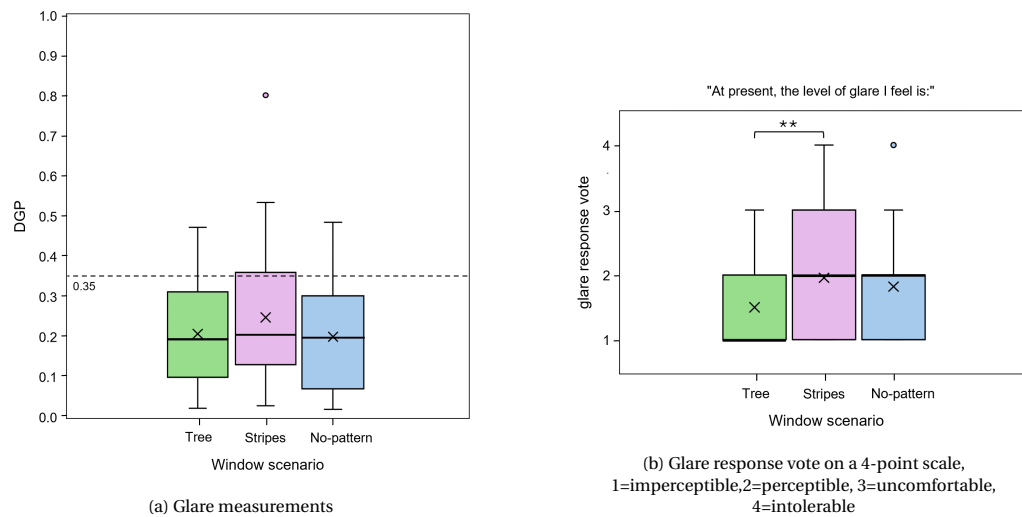 1.0
0.9
0.8
0.7
0.6
0.5
0.4
0.3
0.2
0.1
0.0
DGP
0.35
Tree Stripes No-pattern
Window scenario
(a) Glare measurements
"At present, the level of glare I feel is:"
**
4
3
2
1
glare response vote
Tree Stripes No-pattern
Window scenario
(b) Glare response vote on a 4-point scale,
1=imperceptible,2=perceptible, 3=uncomfortable,
4=intolerable